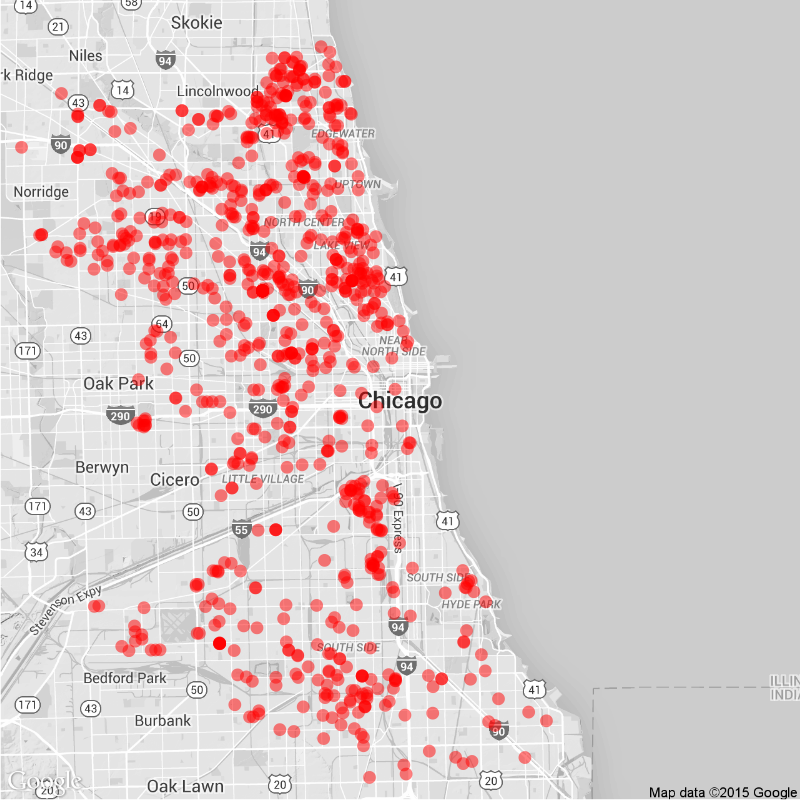 14
58
21
Skokie
94
Niles
rk Ridge
14
Lincolnwood
43
41
EDGEWATER
90
Norridge
UPTOWN
19
NORTH CENTER
LAKE VIEW
94
41
50
90
64
43
NEAR
NORTH SIDE
171
50
Oak Park
Chicago
290
290
Berwyn
Cicero
LITTLE VILLAGE
171
43
50
I-90 Express
41
55
34
SOUTH SIDE
Stevenson Expy
HYDE PARK
94
SOUTH SIDE
94
Bedford Park
ILLIN
INDI
50
41
171
43
Burbank
90
Google
Oak Lawn
20
20
20
Map data ©2015 Google